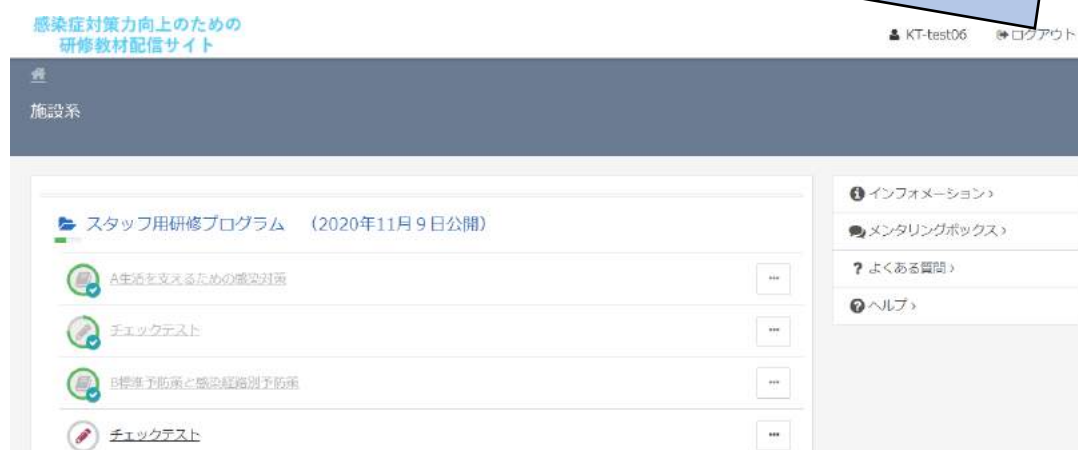 感染症対策力向上のための
研修教材配信サイト
KT-test06 ログアウト
施設系
スタッフ用研修プログラム (2020年11月9日公開)
A生活を支えるための感染対策
チェックテスト
B標準予防策と感染経路別予防策
チェックテスト
インフォメーション ›
メンタリングボックス ›
? よくある質問 ›
ヘルプ ›